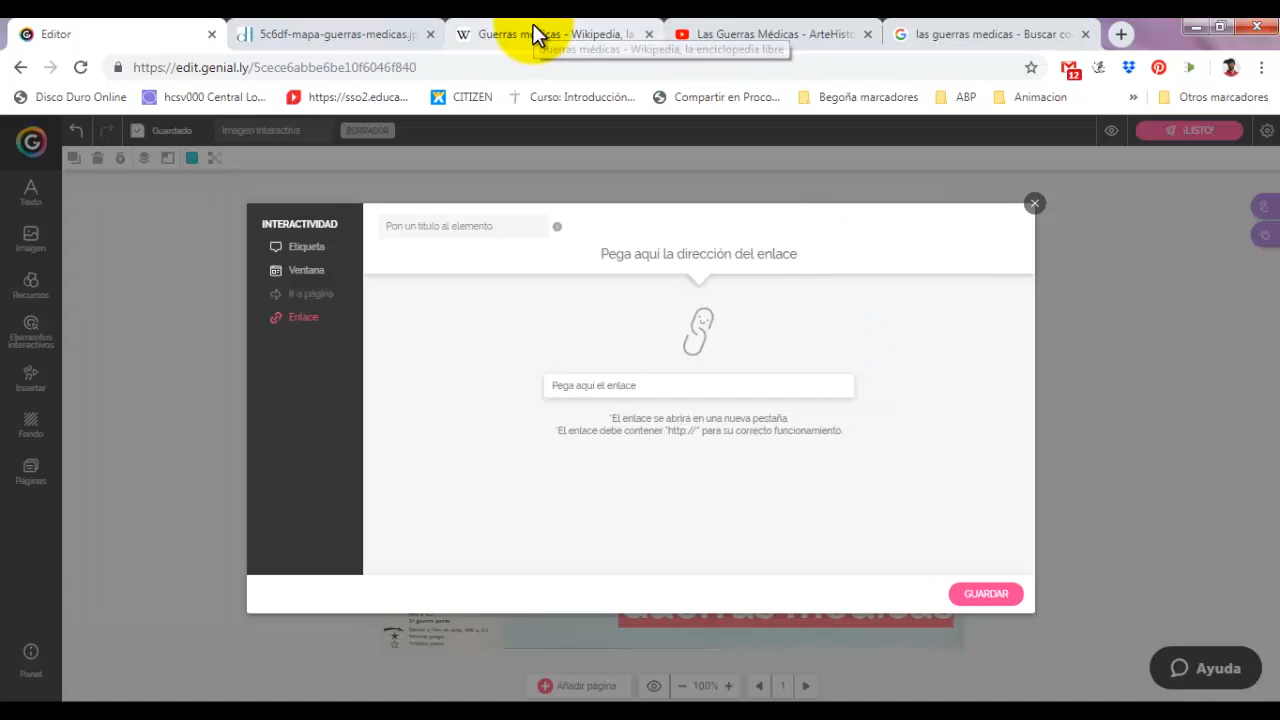 Editor
5c6df-mapa-guerras-medicas.jp
W Guerras médicas - Wikipedia, la
Las Guerras Médicas - ArteHisto
las guerras medicas - Buscar co
Guerras médicas - Wikipedia, la enciclopedia libre
https://edit.genial.ly/5cece6abbe6be10f6046f840
12
Disco Duro Online
hcsv000 Central Lo...
https://sso2.educa...
CITIZEN
Curso: Introducción...
Compartir en Proco...
Begoña marcadores
ABP
Animacion
»
Otros marcadores
Guardado
Imagen interactiva
BORRADOR
¡LISTO!
Texto
Imagen
Recursos
Elementos
interactivos
Insertar
Fondo
Páginas
Panel
INTERACTIVIDAD
Etiqueta
Ventana
Ir a página
Enlace
Pon un título al elemento
Pega aquí la dirección del enlace
Pega aquí el enlace
*El enlace se abrirá en una nueva pestaña.
*El enlace debe contener "http://" para su correcto funcionamiento.
GUARDAR
Guerras Médicas
Añadir página
100%
1
Ayuda